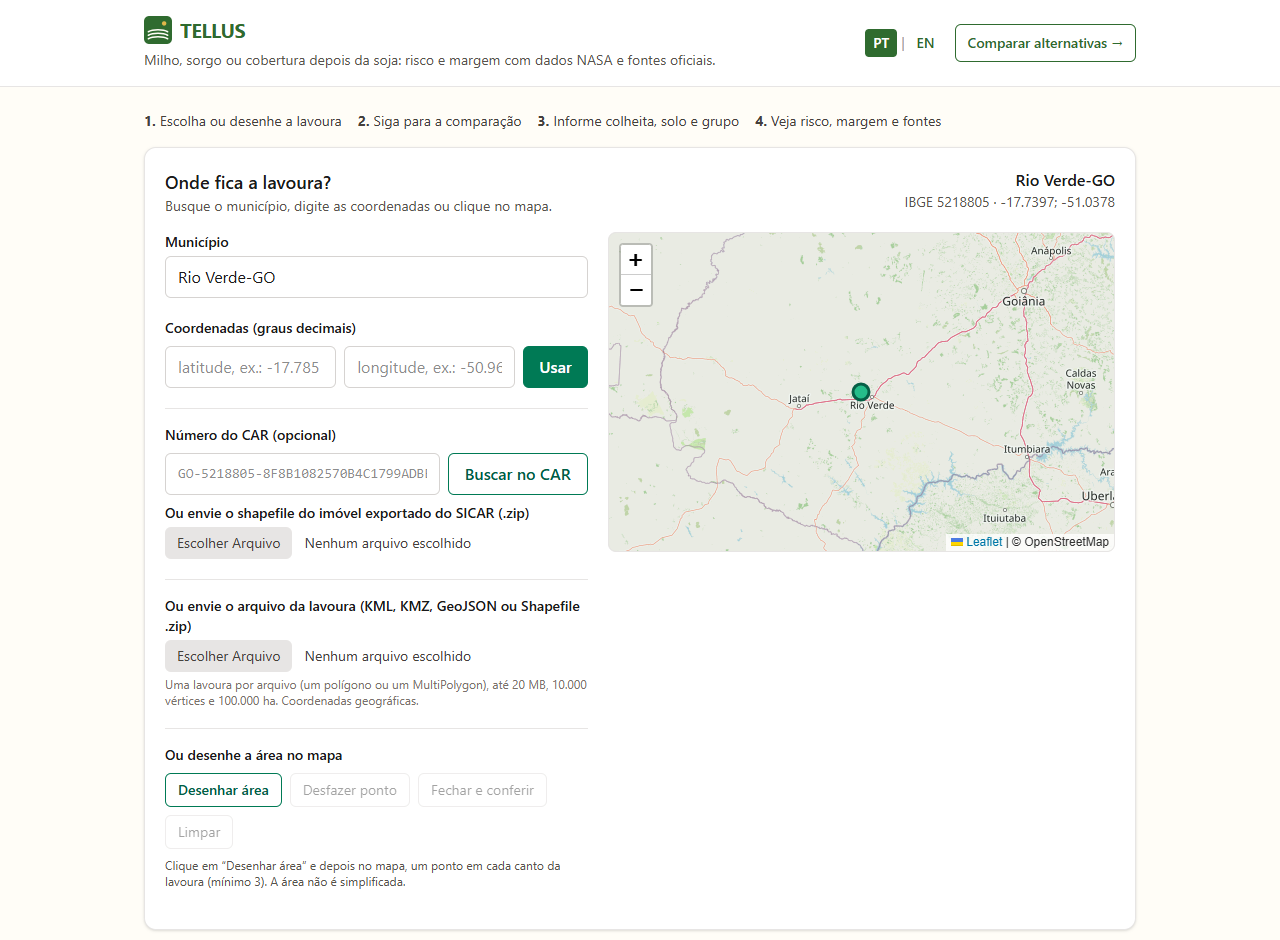 TELLUS
Milho, sorgo ou cobertura depois da soja: risco e margem com dados NASA e fontes oficiais.
PT | EN
Comparar alternativas →
1. Escolha ou desenhe a lavoura 2. Siga para a comparação 3. Informe colheita, solo e grupo 4. Veja risco, margem e fontes
Onde fica a lavoura?
Busque o município, digite as coordenadas ou clique no mapa.
Rio Verde-GO
IBGE 5218805 · -17.7397; -51.0378
Município
Rio Verde-GO
Coordenadas (graus decimais)
latitude, ex.: -17.785
longitude, ex.: -50.96
Usar
Número do CAR (opcional)
GO-5218805-8F8B1082570B4C1799ADB
Buscar no CAR
Ou envie o shapefile do imóvel exportado do SICAR (.zip)
Escolher Arquivo Nenhum arquivo escolhido
Ou envie o arquivo da lavoura (KML, KMZ, GeoJSON ou Shapefile
.zip)
Escolher Arquivo Nenhum arquivo escolhido
Uma lavoura por arquivo (um polígono ou um MultiPolygon), até 20 MB, 10.000
vértices e 100.000 ha. Coordenadas geográficas.
Ou desenhe a área no mapa
Desenhar área
Desfazer ponto
Fechar e conferir
Limpar
Clique em “Desenhar área” e depois no mapa, um ponto em cada canto da
lavoura (mínimo 3). A área não é simplificada.
+
−
Anápolis
Goiânia
Caldas
Novas
Jataí
Rio Verde
Itumbiara
Ara
Uberl
Ituiutaba
Leaflet | © OpenStreetMap